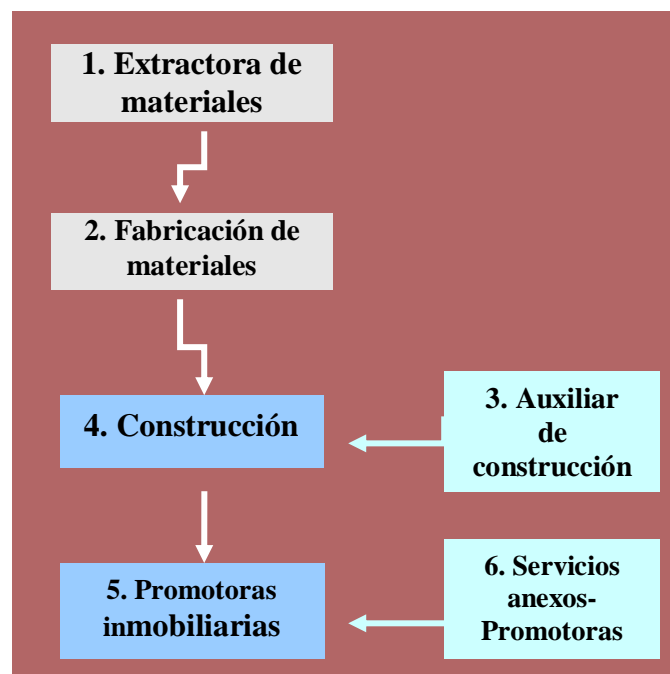 1. Extractora de
materiales
2. Fabricación de
materiales
4. Construcción
3. Auxiliar
de
construcción
5. Promotoras
inmobiliarias
6. Servicios
anexos-
Promotoras